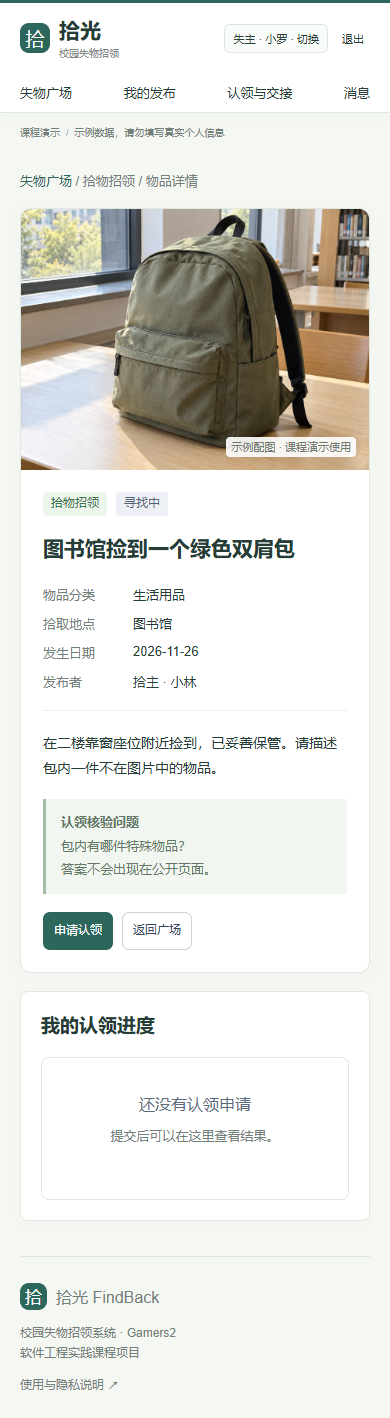 拾 拾光
校园失物招领
失主 · 小罗 · 切换 退出
失物广场 我的发布 认领与交接 消息
课程演示 / 示例数据，请勿填写真实个人信息
失物广场 / 拾物招领 / 物品详情
示例配图 · 课程演示使用
拾物招领 寻找中
图书馆捡到一个绿色双肩包
物品分类 生活用品
拾取地点 图书馆
发生日期 2026-11-26
发布者 拾主 · 小林
在二楼靠窗座位附近捡到，已妥善保管。请描述
包内一件不在图片中的物品。
认领核验问题
包内有哪件特殊物品？
答案不会出现在公开页面。
申请认领 返回广场
我的认领进度
还没有认领申请
提交后可以在这里查看结果。
拾 拾光 FindBack
校园失物招领系统 · Gamers2
软件工程实践课程项目
使用与隐私说明 ↗